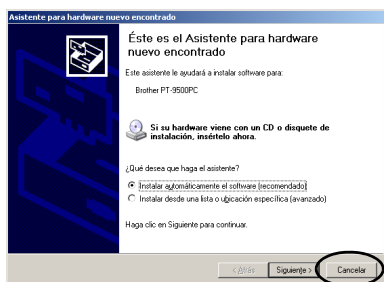 Asistente para hardware nuevo encontrado
Éste es el Asistente para hardware
nuevo encontrado
Este asistente le ayudará a instalar software para:
Brother PT-9500PC
Si su hardware viene con un CD o disquete de
instalación, insértelo ahora.
¿Qué desea que haga el asistente?
Instalar automáticamente el software (recomendado)
Instalar desde una lista o ubicación específica (avanzado)
Haga clic en Siguiente para continuar.
< Atrás Siguiente > Cancelar